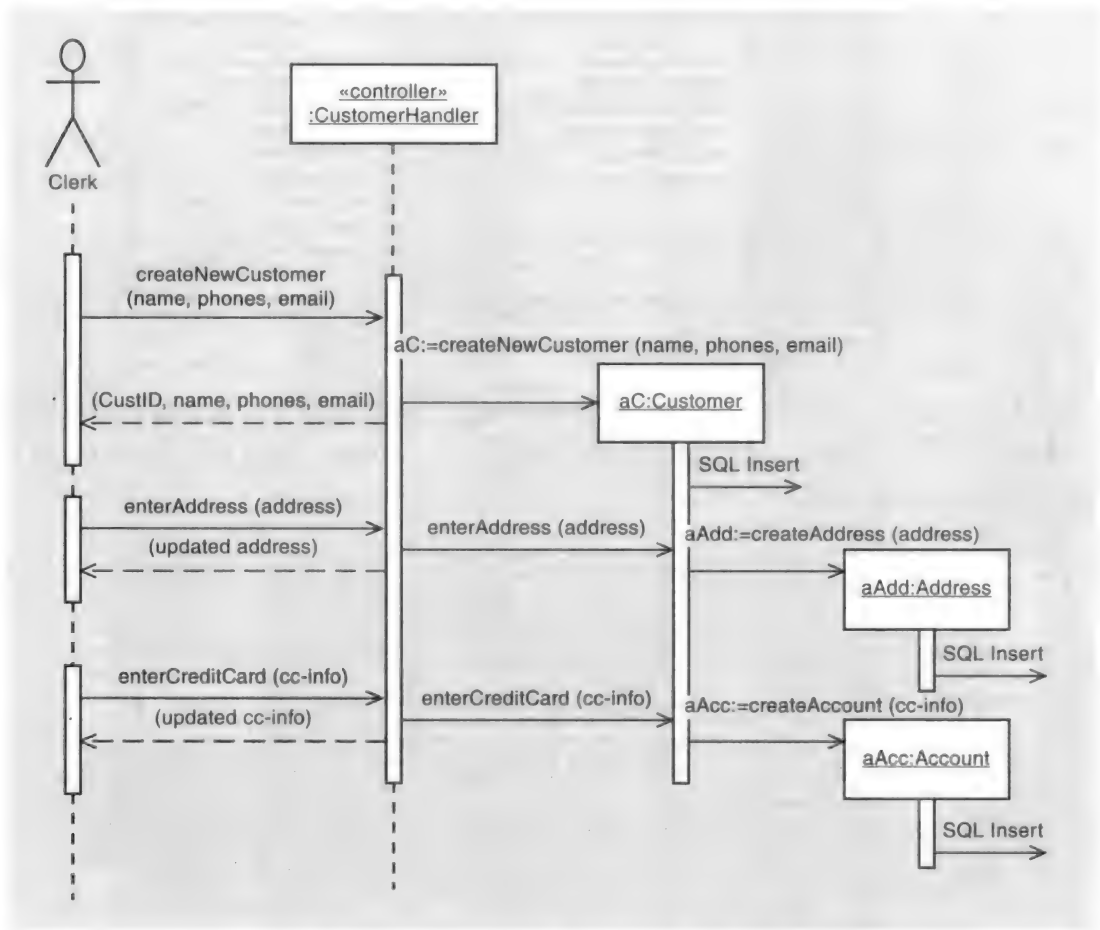 «controller»
:CustomerHandler
Clerk
createNewCustomer
(name, phones, email)
aC:=createNewCustomer (name, phones, email)
(CustID, name, phones, email)
aC:Customer
SQL Insert
enterAddress (address)
enterAddress (address)
aAdd:=createAddress (address)
(updated address)
aAdd:Address
SQL Insert
enterCreditCard (cc-info)
enterCreditCard (cc-info)
aAcc:=createAccount (cc-info)
(updated cc-info)
aAcc:Account
SQL Insert